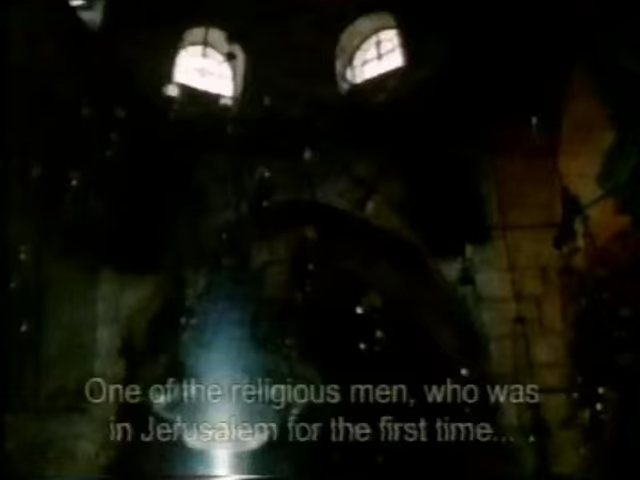 One of the religious men, who was
in Jerusalem for the first time... .